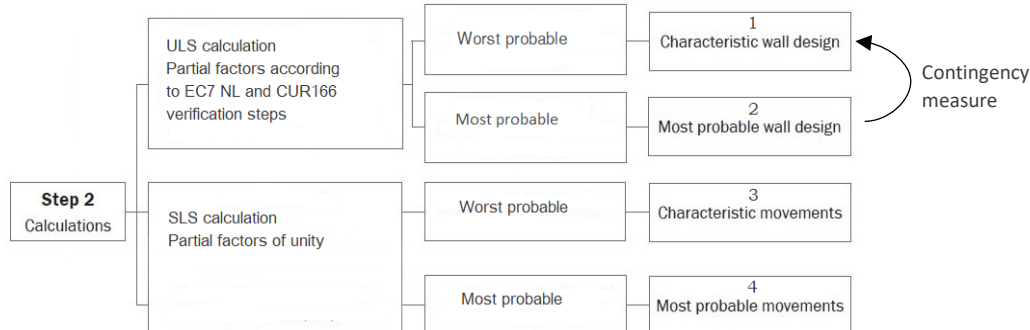 Step 2
Calculations
ULS calculation
Partial factors according
to EC7 NL and CUR166
verification steps
Worst probable
1
Characteristic wall design
Most probable
2
Most probable wall design
Contingency
measure
SLS calculation
Partial factors of unity
Worst probable
3
Characteristic movements
Most probable
4
Most probable movements